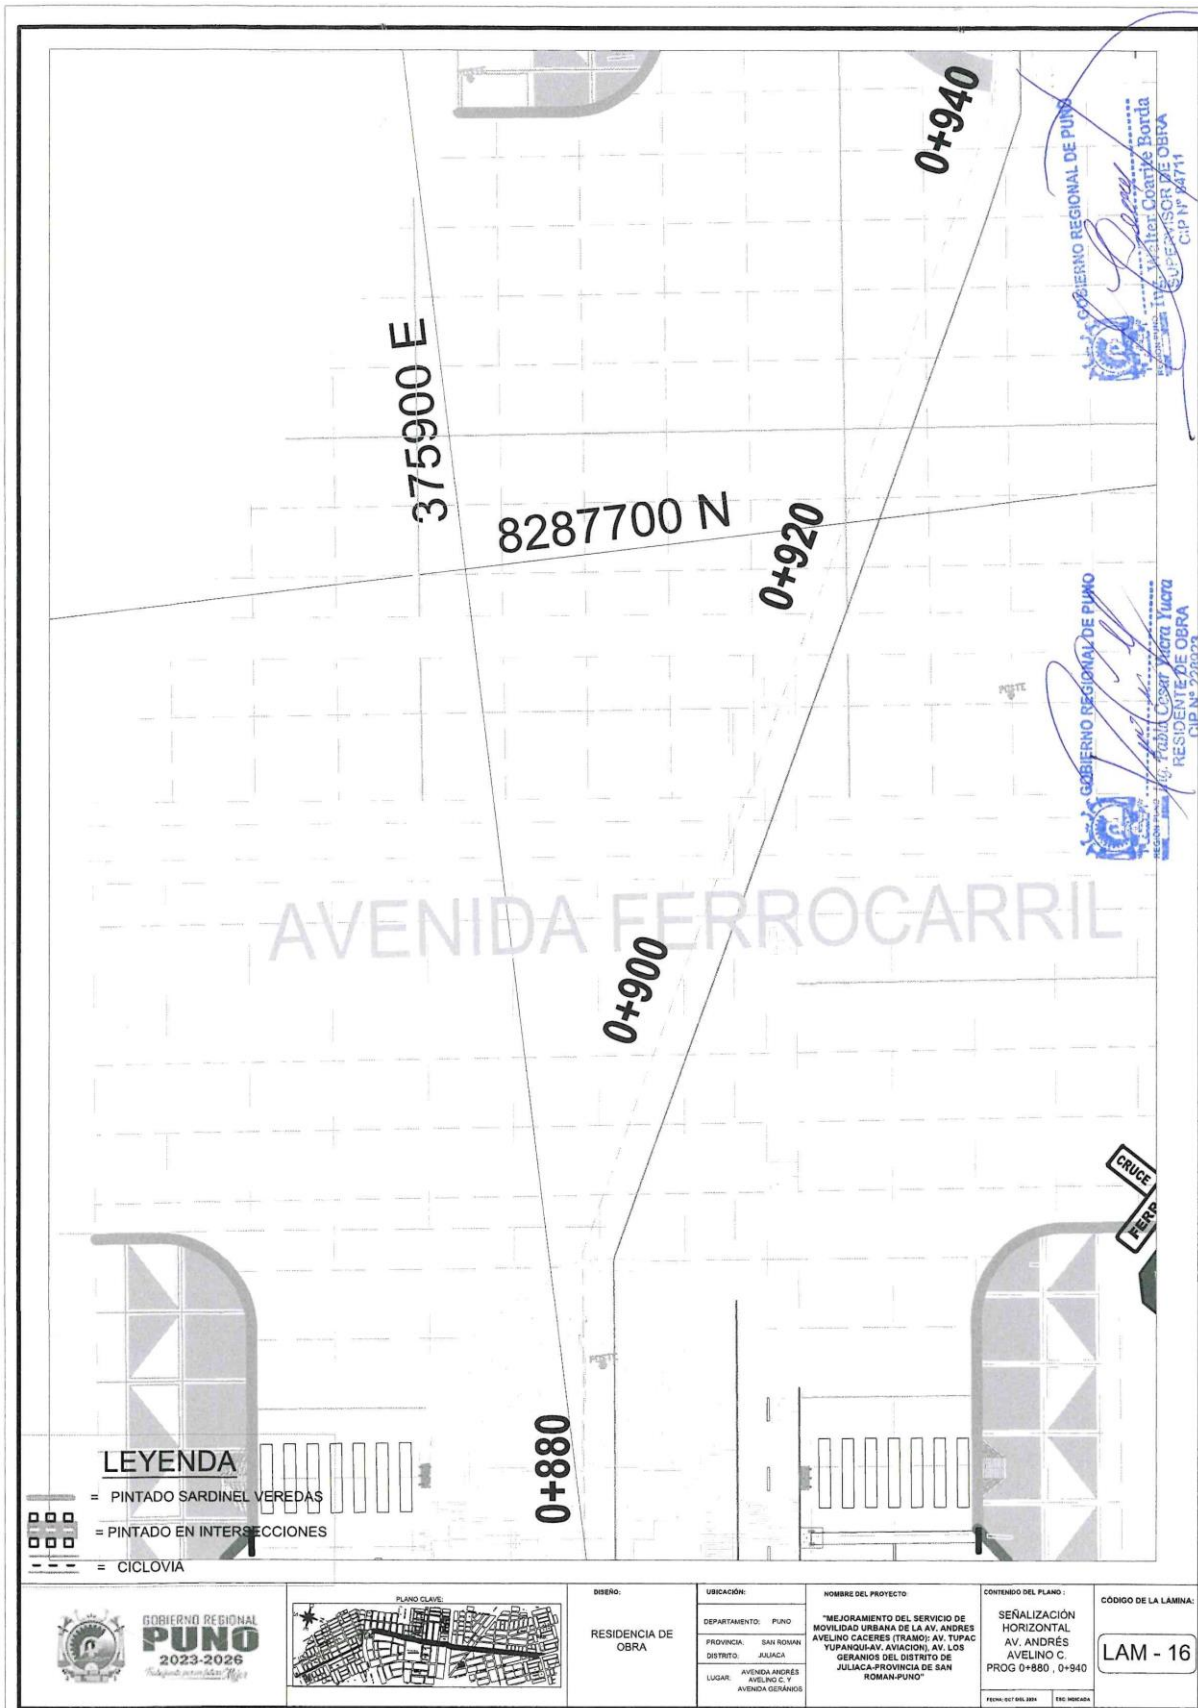 0+940
GOBIERNO REGIONAL DE PUNO
Ing. Walter Coarite Borda
SUPERVISOR DE OBRA
375900 E
8287700 N
0+920
POSTE
GOBIERNO REGIONAL DE PUNO
Ing. Pablo Cesar Yucra Yucra
RESIDENTE DE OBRA
AVENIDA FERROCARRIL
0+900
CRUCE
FERR
POSTE
0+880
LEYENDA
= PINTADO SARDINEL VEREDAS
= PINTADO EN INTERSECCIONES
= CICLOVIA
GOBIERNO REGIONAL
PUNO
2023-2026
PLANO CLAVE:
DISEÑO:
RESIDENCIA DE
OBRA
UBICACIÓN:
DEPARTAMENTO: PUNO
PROVINCIA: SAN ROMAN
DISTRITO: JULIACA
LUGAR: AVENIDA ANDRÉS
AVELINO C. Y
AVENIDA GERÁNIOS
NOMBRE DEL PROYECTO:
"MEJORAMIENTO DEL SERVICIO DE
MOVILIDAD URBANA DE LA AV. ANDRES
AVELINO CACERES (TRAMO): AV. TUPAC
YUPANQUI-AV. AVIACION), AV. LOS
GERANIOS DEL DISTRITO DE
JULIACA-PROVINCIA DE SAN
ROMAN-PUNO"
CONTENIDO DEL PLANO :
SEÑALIZACIÓN
HORIZONTAL
AV. ANDRÉS
AVELINO C.
PROG 0+880 , 0+940
CÓDIGO DE LA LAMINA:
LAM - 16